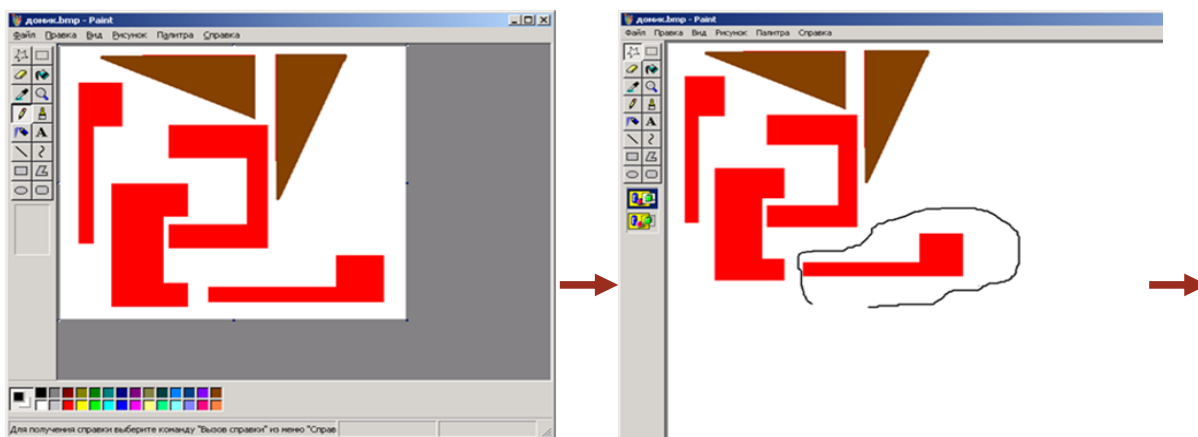 доник.bmp - Paint
Файл Правка Вид Рисунок Палитра Справка
A
Для получения справки выберите команду "Вызов справки" из меню "Справ
доник.bmp - Paint
Файл Правка Вид Рисунок Палитра Справка
A